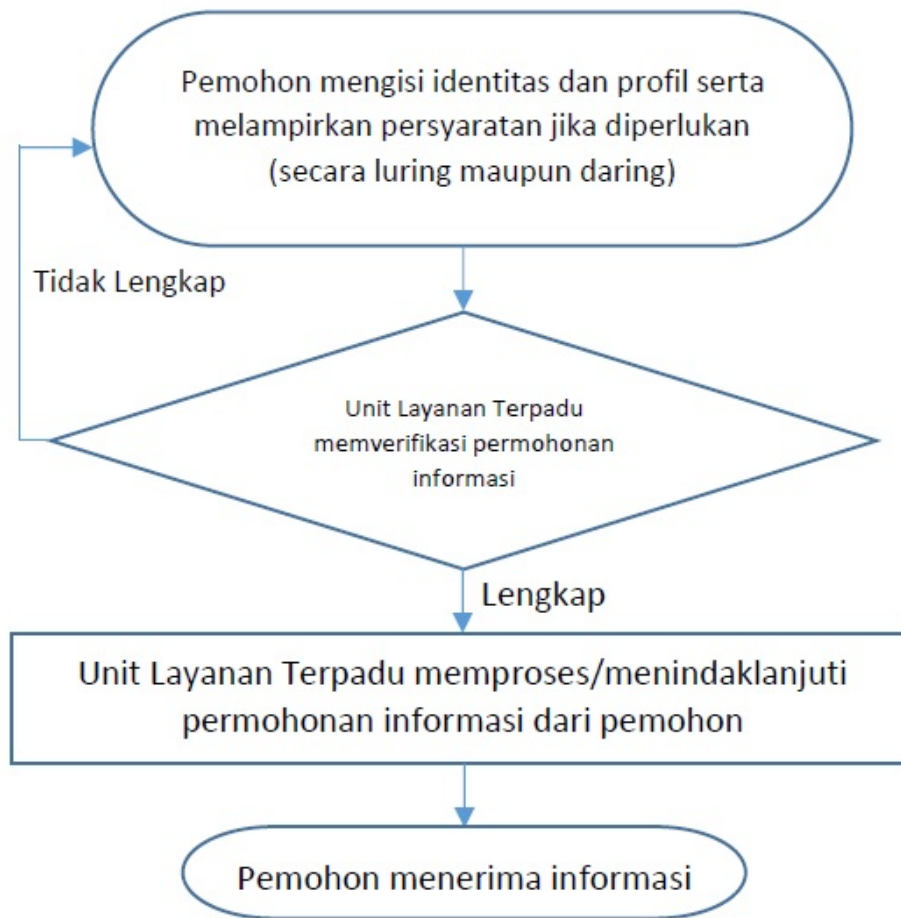 Pemohon mengisi identitas dan profil serta
melampirkan persyaratan jika diperlukan
(secara luring maupun daring)
Tidak Lengkap
Unit Layanan Terpadu
memverifikasi permohonan
informasi
Lengkap
Unit Layanan Terpadu memproses/menindaklanjuti
permohonan informasi dari pemohon
Pemohon menerima informasi